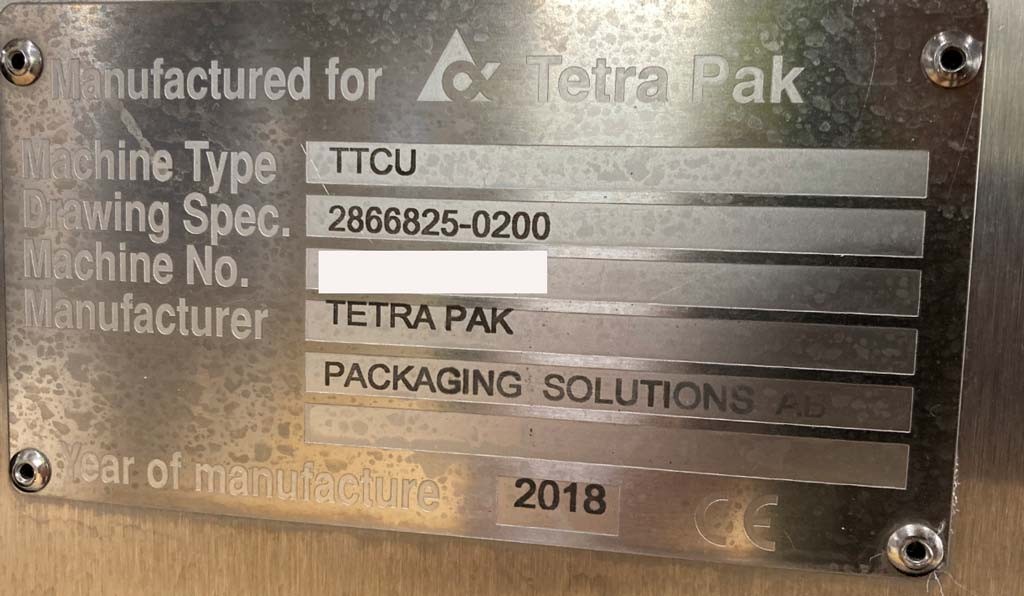 Manufactured for Tetra Pak
Machine Type TTCU
Drawing Spec. 2866825-0200
Machine No.
Manufacturer TETRA PAK
PACKAGING SOLUTIONS AB
Year of manufacture 2018
CE